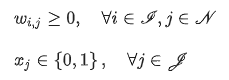 w_{i,j} ≥ 0, ∀i ∈ ℐ, j ∈ 𝒩
x_j ∈ {0, 1}, ∀j ∈ 𝒥